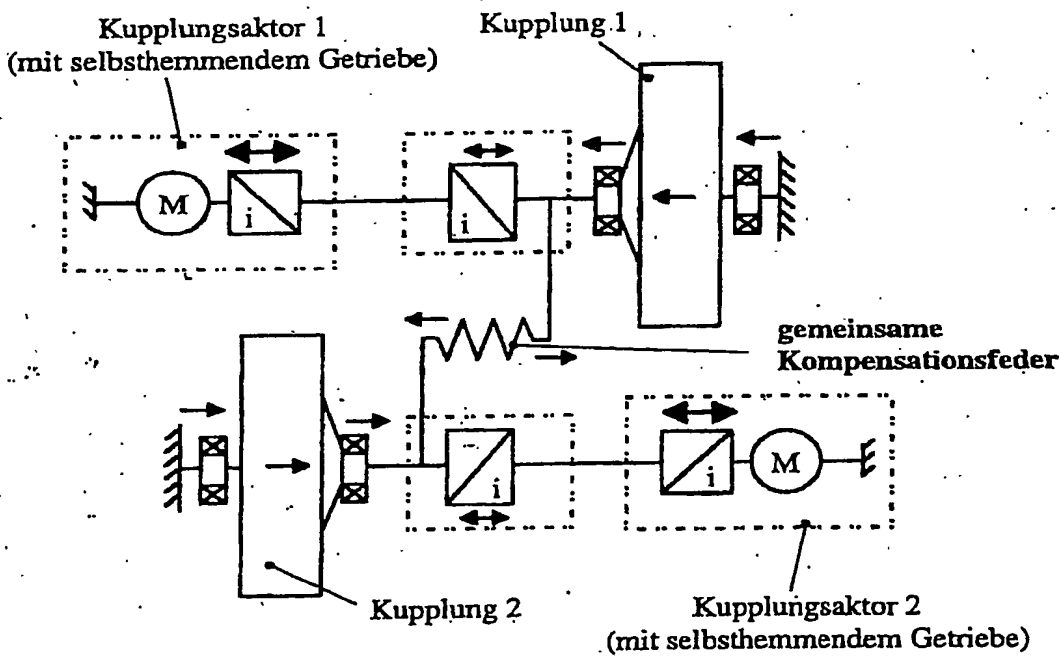 Kupplungsaktor 1
(mit selbsthemmendem Getriebe)
Kupplung 1
M
i
i
gemeinsame
Kompensationsfeder
i
i
M
Kupplung 2
Kupplungsaktor 2
(mit selbsthemmendem Getriebe)